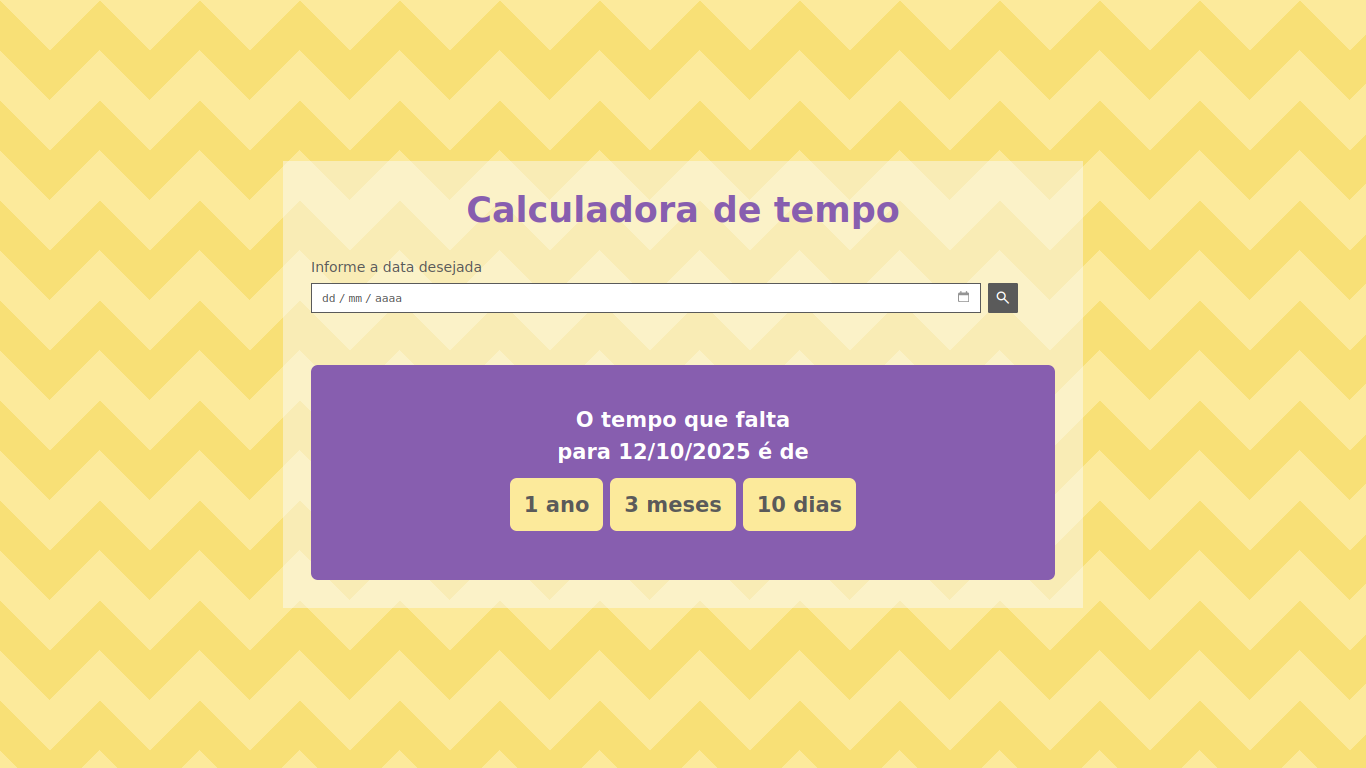 Calculadora de tempo
Informe a data desejada
dd / mm / aaaa
O tempo que falta
para 12/10/2025 é de
1 ano 3 meses 10 dias